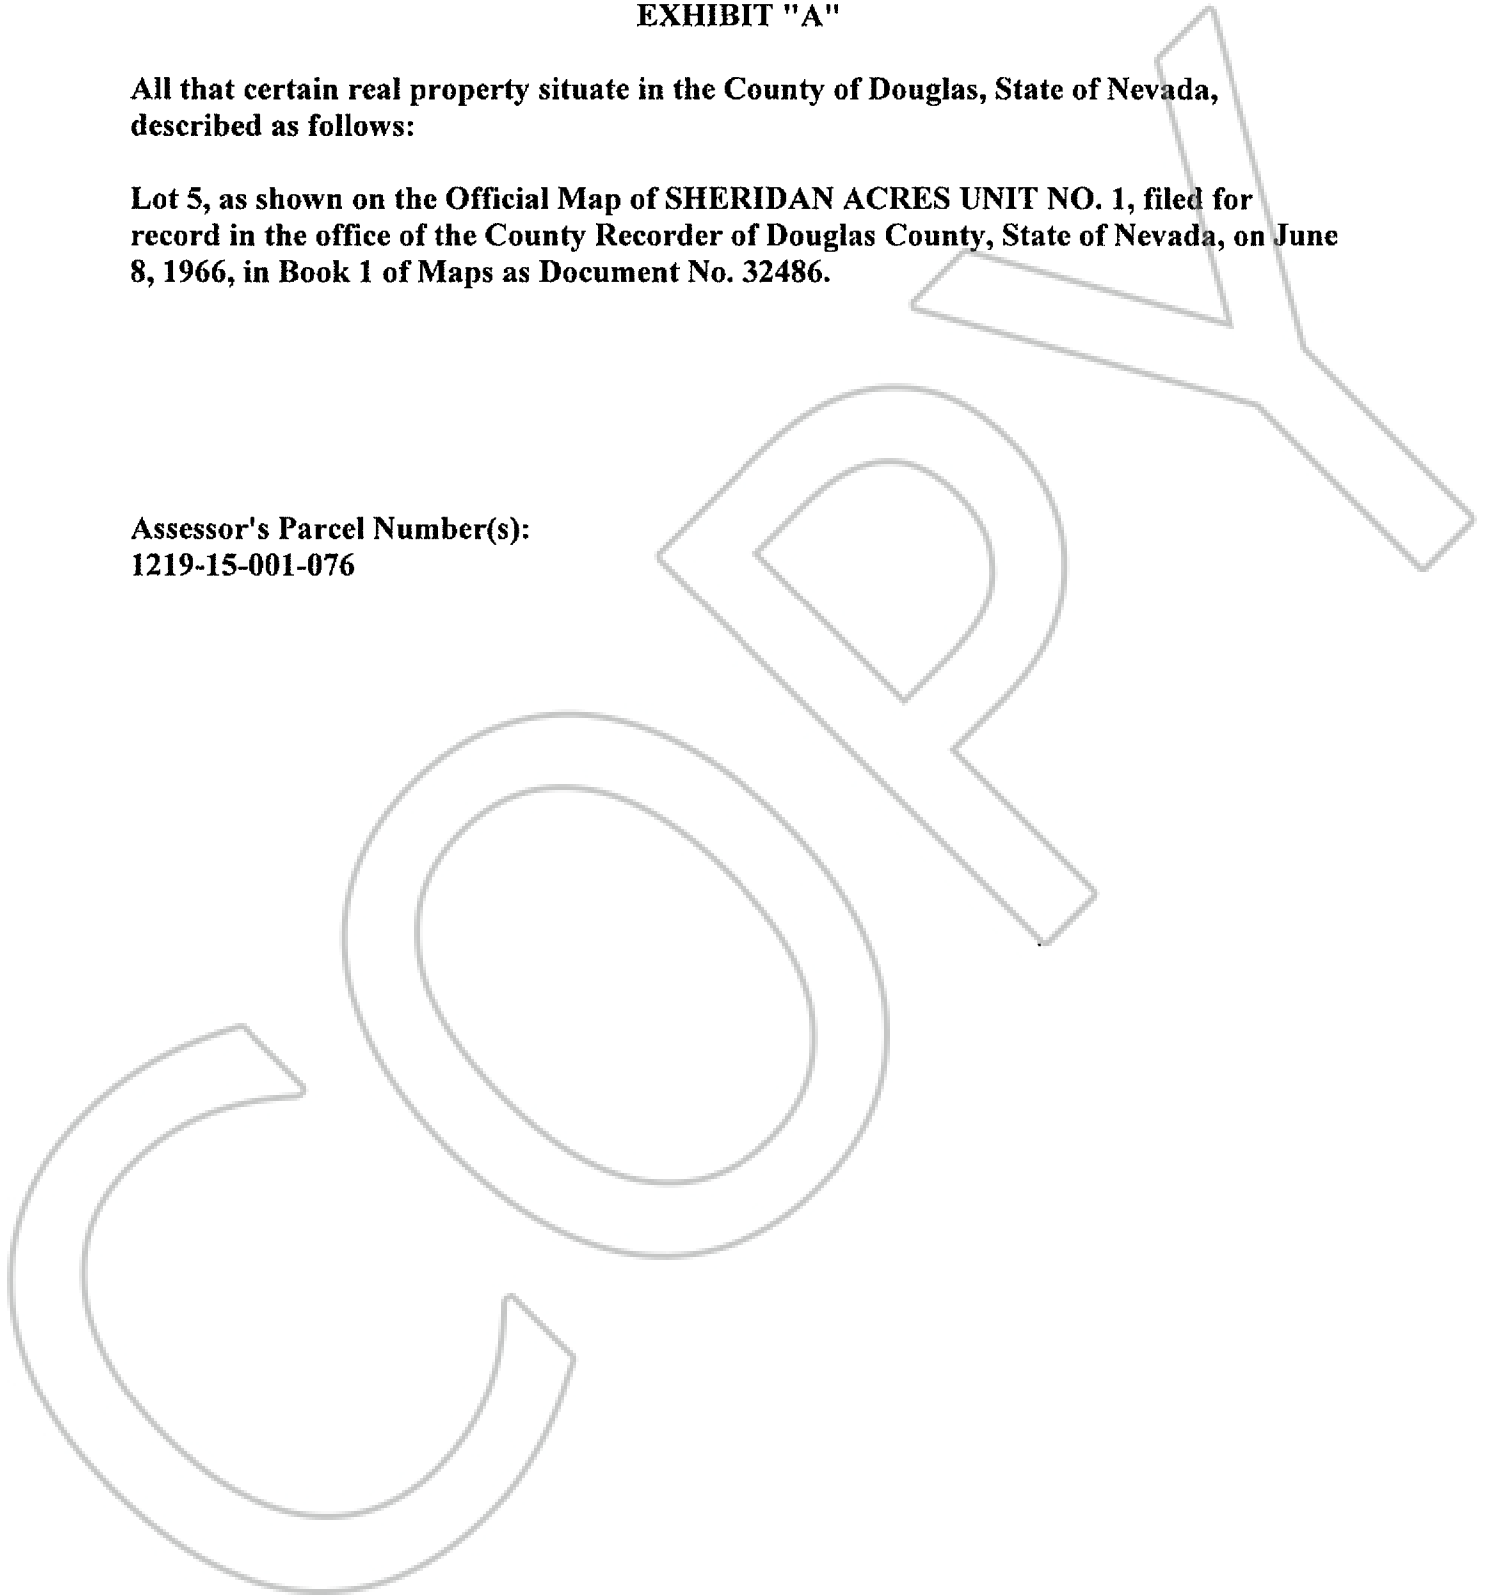 EXHIBIT "A"
All that certain real property situate in the County of Douglas, State of Nevada,
described as follows:
Lot 5, as shown on the Official Map of SHERIDAN ACRES UNIT NO. 1, filed for
record in the office of the County Recorder of Douglas County, State of Nevada, on June
8, 1966, in Book 1 of Maps as Document No. 32486.
Assessor's Parcel Number(s):
1219-15-001-076
COPY